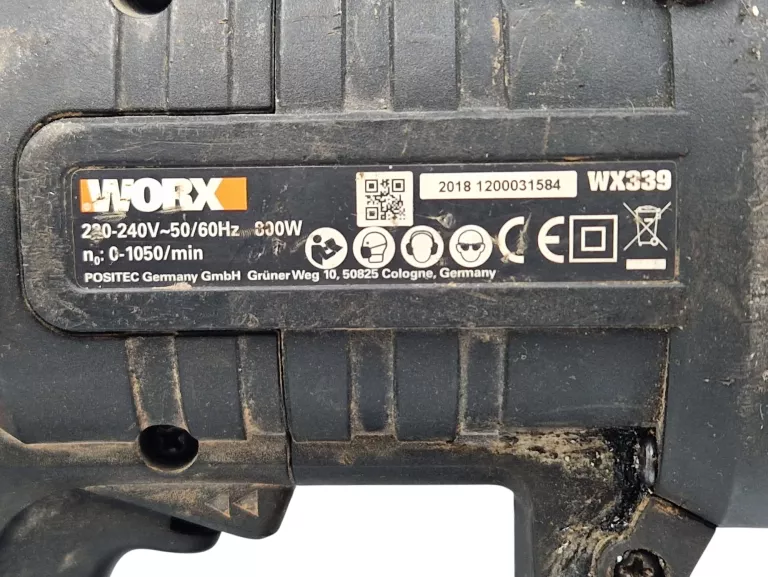 WORX
2018 1200031584
WX339
220-240V~50/60Hz 800W
n₀: 0-1050/min
CE
POSITEC Germany GmbH Grüner Weg 10, 50825 Cologne, Germany